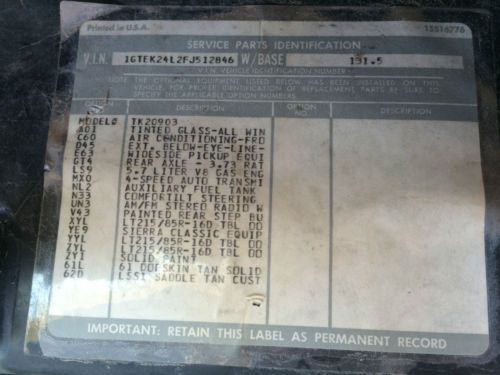 Printed in U.S.A. 15516776
SERVICE PARTS IDENTIFICATION
V.I.N. 1GTEK24L2FJ512846 W/BASE 131.5
V.I.N. VEHICLE IDENTIFICATION NUMBER
NOTE: THE OPTIONAL EQUIPMENT LISTED BELOW HAS BEEN INSTALLED ON THIS
VEHICLE. FOR PROPER IDENTIFICATION OF REPLACEMENT PARTS BE SURE TO
SPECIFY THE APPLICABLE OPTION NUMBERS.
DESCRIPTION OPTION NO. DESCRIPTION
MODEL# TK20903
A01 TINTED GLASS-ALL WIN
C60 AIR CONDITIONING-FRO
D45 EXT. BELOW-EYE-LINE-
E63 WIDESIDE PICKUP EQUI
GT4 REAR AXLE - 3.73 RAT
LS9 5.7 LITER V8 GAS ENG
MX0 4-SPEED AUTO TRANSMI
NL2 AUXILIARY FUEL TANK
N33 COMFORTILT STEERING
UN3 AM/FM STEREO RADIO W
V43 PAINTED REAR STEP BU
XYL LT215/85R-16D TBL OO
YE9 SIERRA CLASSIC EQUIP
YYL LT215/85R-16D TBL OO
ZYL LT215/85R-16D TBL OO
ZY1 SOLID PAINT
61L 61 DOESKIN TAN SOLID
62D LSSI SADDLE TAN CUST
IMPORTANT: RETAIN THIS LABEL AS PERMANENT RECORD